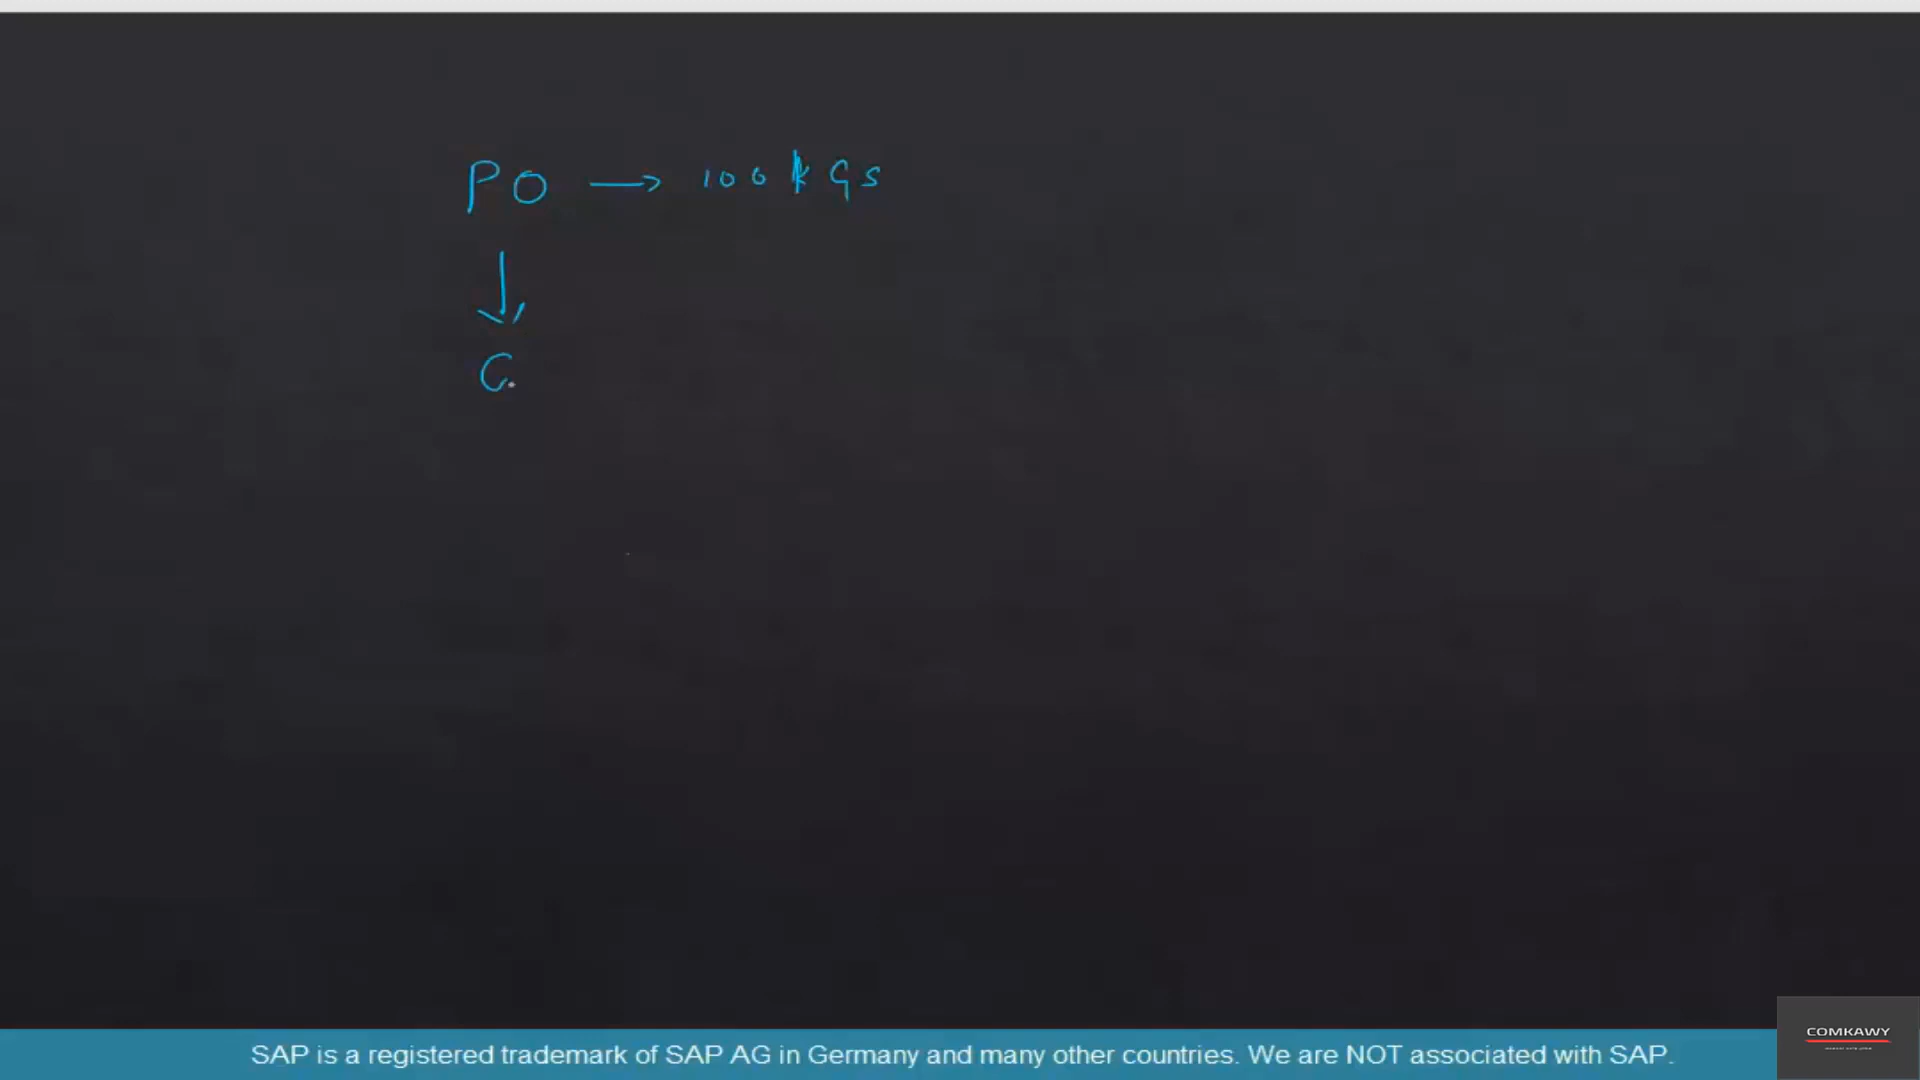 PO → 100 KGs
↓
C
SAP is a registered trademark of SAP AG in Germany and many other countries. We are NOT associated with SAP.
COMKAWY